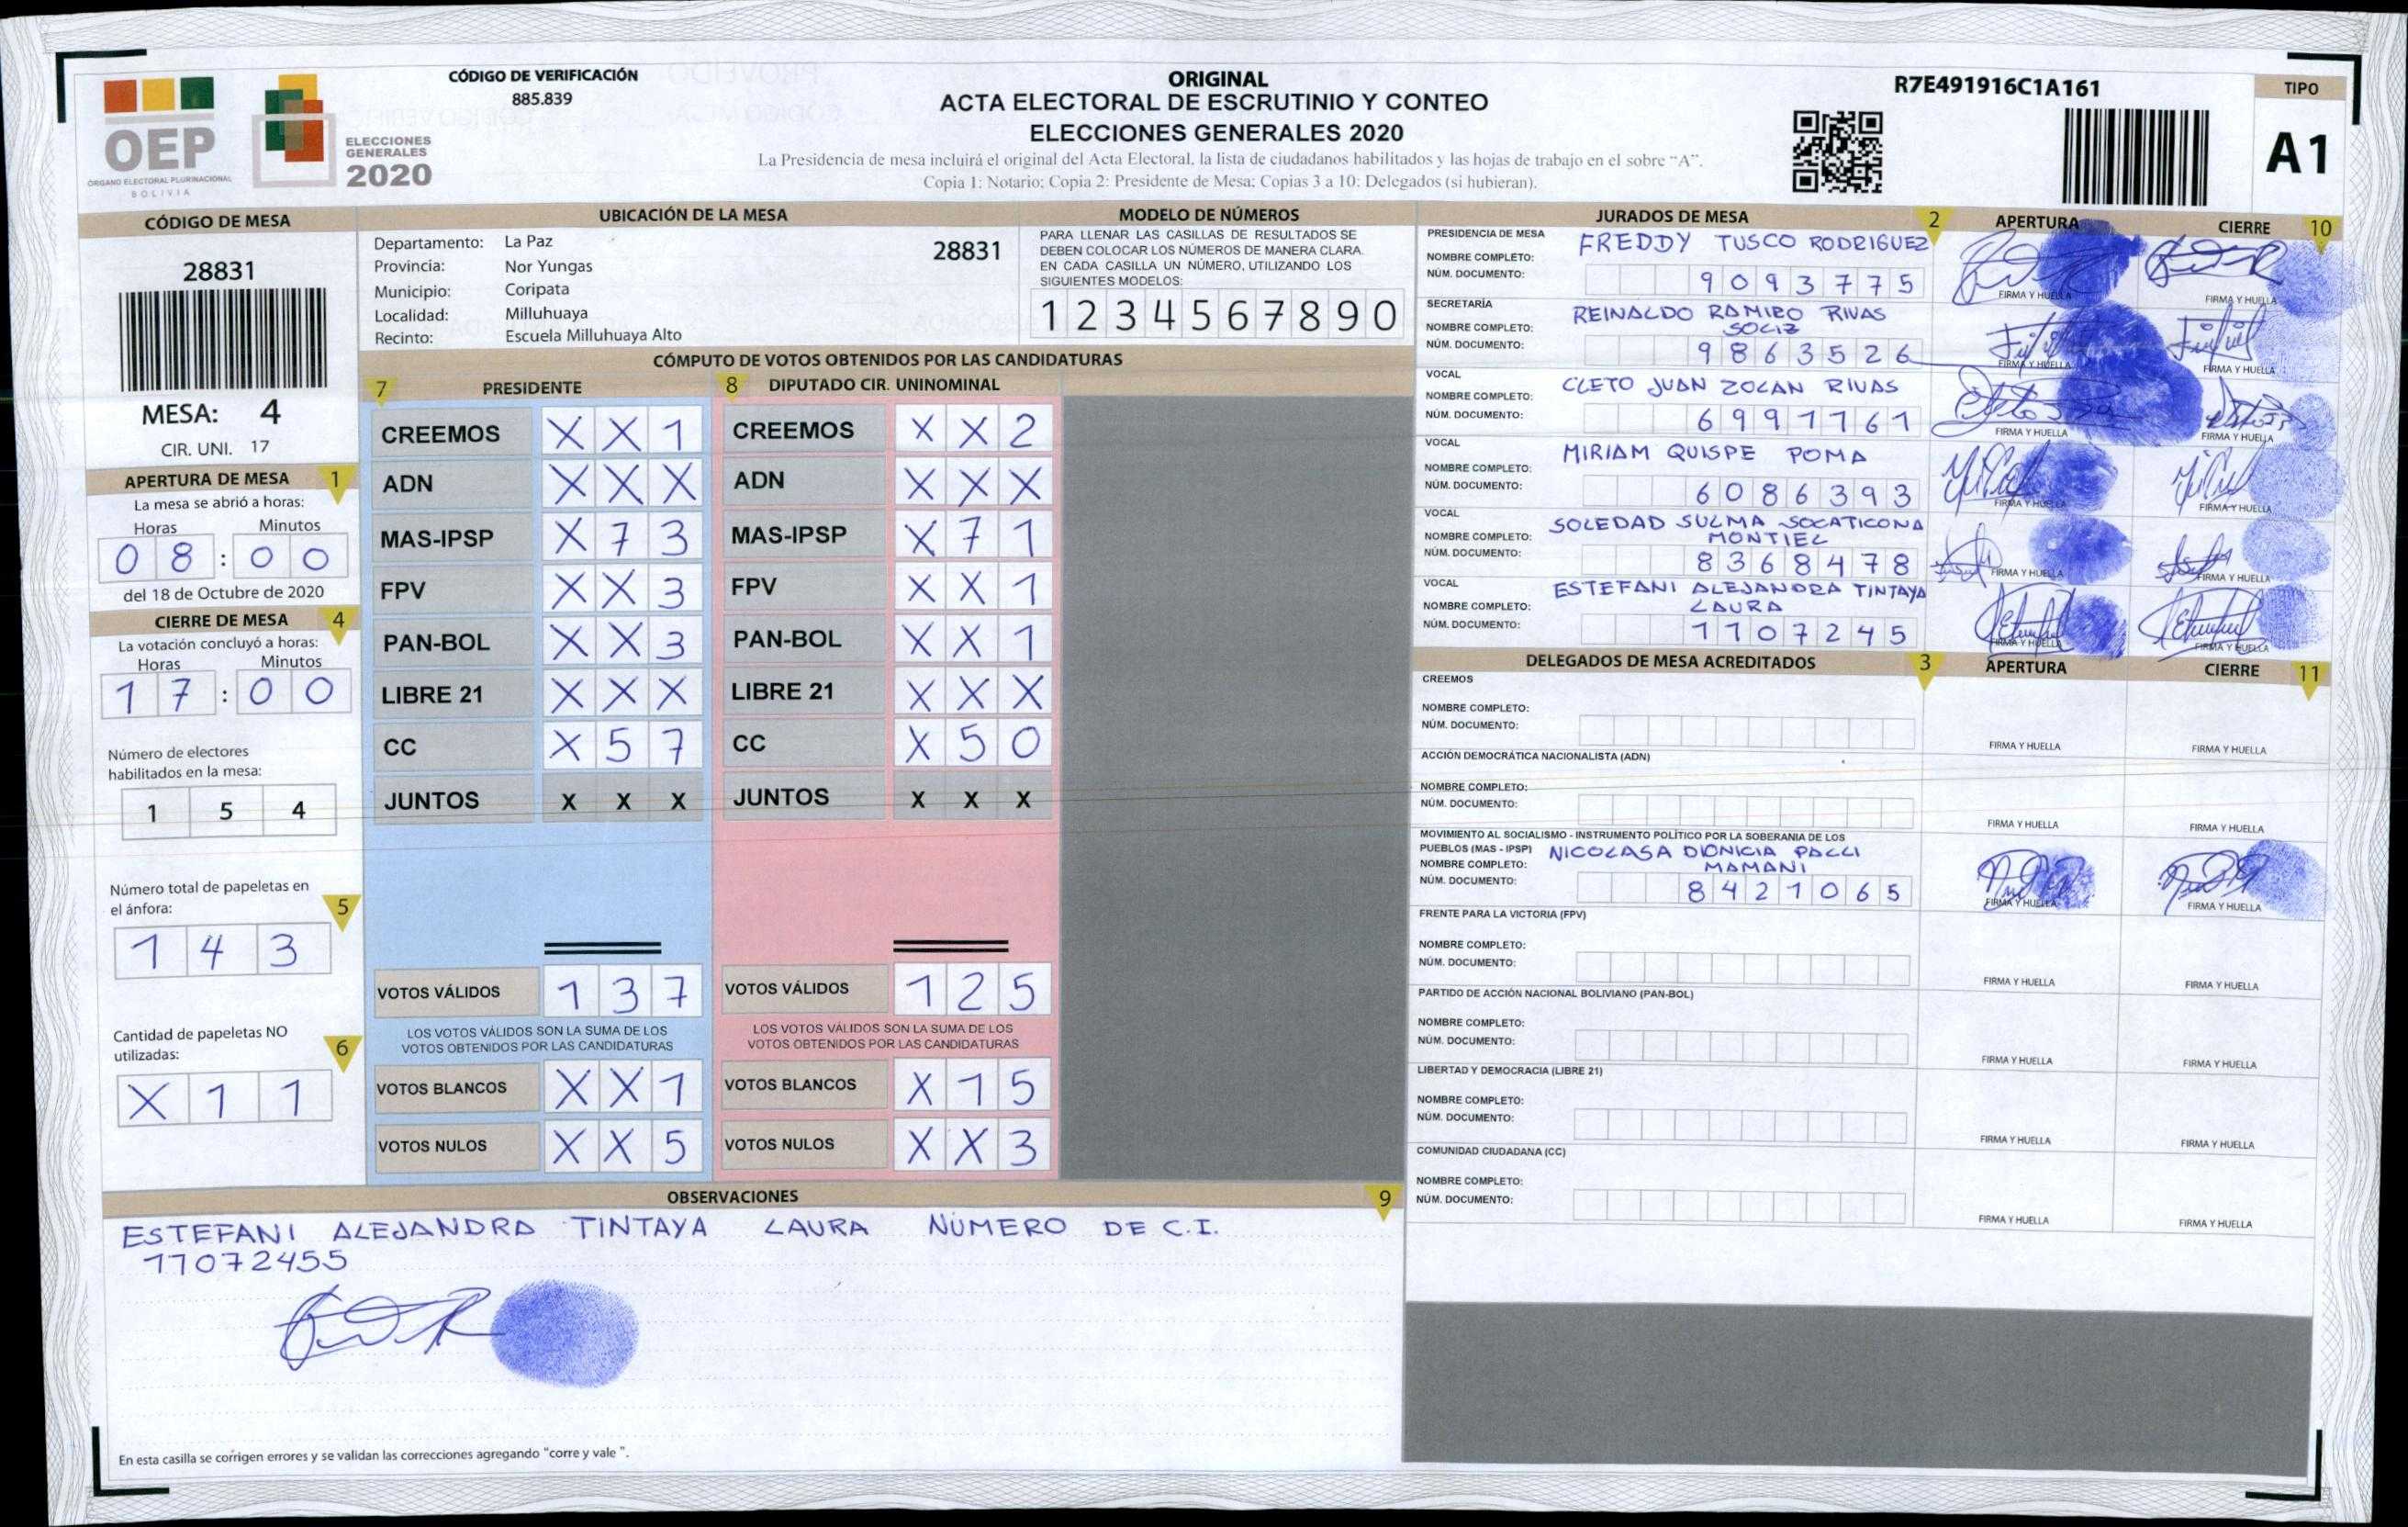 OEP
ÓRGANO ELECTORAL PLURINACIONAL
BOLIVIA
ELECCIONES
GENERALES
2020
CÓDIGO DE VERIFICACIÓN
885.839
ORIGINAL
ACTA ELECTORAL DE ESCRUTINIO Y CONTEO
ELECCIONES GENERALES 2020
La Presidencia de mesa incluirá el original del Acta Electoral, la lista de ciudadanos habilitados y las hojas de trabajo en el sobre "A".
Copia 1: Notario; Copia 2: Presidente de Mesa; Copias 3 a 10: Delegados (si hubieran).
R7E491916C1A161
TIPO
A1
CÓDIGO DE MESA
28831
MESA: 4
CIR. UNI. 17
APERTURA DE MESA 1
La mesa se abrió a horas:
Horas Minutos
08:00
del 18 de Octubre de 2020
CIERRE DE MESA 4
La votación concluyó a horas:
Horas Minutos
17:00
Número de electores
habilitados en la mesa:
1 5 4
Número total de papeletas en
el ánfora: 5
1 4 3
Cantidad de papeletas NO
utilizadas: 6
X 1 1
UBICACIÓN DE LA MESA
Departamento: La Paz 28831
Provincia: Nor Yungas
Municipio: Coripata
Localidad: Milluhuaya
Recinto: Escuela Milluhuaya Alto
MODELO DE NÚMEROS
PARA LLENAR LAS CASILLAS DE RESULTADOS SE
DEBEN COLOCAR LOS NÚMEROS DE MANERA CLARA.
EN CADA CASILLA UN NÚMERO, UTILIZANDO LOS
SIGUIENTES MODELOS:
1 2 3 4 5 6 7 8 9 0
CÓMPUTO DE VOTOS OBTENIDOS POR LAS CANDIDATURAS
7 PRESIDENTE
CREEMOS X X 1
ADN X X X
MAS-IPSP X 7 3
FPV X X 3
PAN-BOL X X 3
LIBRE 21 X X X
CC X 5 7
JUNTOS X X X
VOTOS VÁLIDOS 1 3 7
LOS VOTOS VÁLIDOS SON LA SUMA DE LOS
VOTOS OBTENIDOS POR LAS CANDIDATURAS
VOTOS BLANCOS X X 1
VOTOS NULOS X X 5
8 DIPUTADO CIR. UNINOMINAL
CREEMOS X X 2
ADN X X X
MAS-IPSP X 7 1
FPV X X 1
PAN-BOL X X 1
LIBRE 21 X X X
CC X 5 0
JUNTOS X X X
VOTOS VÁLIDOS 1 2 5
LOS VOTOS VÁLIDOS SON LA SUMA DE LOS
VOTOS OBTENIDOS POR LAS CANDIDATURAS
VOTOS BLANCOS X 1 5
VOTOS NULOS X X 3
OBSERVACIONES 9
ESTEFANI ALEJANDRA TINTAYA LAURA NÚMERO DE C.I.
11072455
En esta casilla se corrigen errores y se validan las correcciones agregando "corre y vale ".
JURADOS DE MESA 2 APERTURA CIERRE 10
PRESIDENCIA DE MESA
NOMBRE COMPLETO: FREDDY TUSCO RODRIGUEZ
NÚM. DOCUMENTO: 9093775
FIRMA Y HUELLA FIRMA Y HUELLA
SECRETARÍA
NOMBRE COMPLETO: REINALDO RAMIRO RIVAS
SOLIZ
NÚM. DOCUMENTO: 9863526
FIRMA Y HUELLA FIRMA Y HUELLA
VOCAL
NOMBRE COMPLETO: CLETO JUAN ZOLAN RIVAS
NÚM. DOCUMENTO: 6991761
FIRMA Y HUELLA FIRMA Y HUELLA
VOCAL
NOMBRE COMPLETO: MIRIAM QUISPE POMA
NÚM. DOCUMENTO: 6086393
FIRMA Y HUELLA FIRMA Y HUELLA
VOCAL
NOMBRE COMPLETO: SOLEDAD SULMA SOCATICONA
MONTIEL
NÚM. DOCUMENTO: 8368478
FIRMA Y HUELLA FIRMA Y HUELLA
VOCAL
NOMBRE COMPLETO: ESTEFANI ALEJANDRA TINTAYA
LAURA
NÚM. DOCUMENTO: 1107245
FIRMA Y HUELLA FIRMA Y HUELLA
DELEGADOS DE MESA ACREDITADOS 3 APERTURA CIERRE 11
CREEMOS
NOMBRE COMPLETO:
NÚM. DOCUMENTO:
FIRMA Y HUELLA FIRMA Y HUELLA
ACCIÓN DEMOCRÁTICA NACIONALISTA (ADN)
NOMBRE COMPLETO:
NÚM. DOCUMENTO:
FIRMA Y HUELLA FIRMA Y HUELLA
MOVIMIENTO AL SOCIALISMO - INSTRUMENTO POLÍTICO POR LA SOBERANIA DE LOS
PUEBLOS (MAS - IPSP) NICOLASA DIONICIA PALLI
NOMBRE COMPLETO: MAMANI
NÚM. DOCUMENTO: 8421065
FIRMA Y HUELLA FIRMA Y HUELLA
FRENTE PARA LA VICTORIA (FPV)
NOMBRE COMPLETO:
NÚM. DOCUMENTO:
FIRMA Y HUELLA FIRMA Y HUELLA
PARTIDO DE ACCIÓN NACIONAL BOLIVIANO (PAN-BOL)
NOMBRE COMPLETO:
NÚM. DOCUMENTO:
FIRMA Y HUELLA FIRMA Y HUELLA
LIBERTAD Y DEMOCRACIA (LIBRE 21)
NOMBRE COMPLETO:
NÚM. DOCUMENTO:
FIRMA Y HUELLA FIRMA Y HUELLA
COMUNIDAD CIUDADANA (CC)
NOMBRE COMPLETO:
NÚM. DOCUMENTO:
FIRMA Y HUELLA FIRMA Y HUELLA